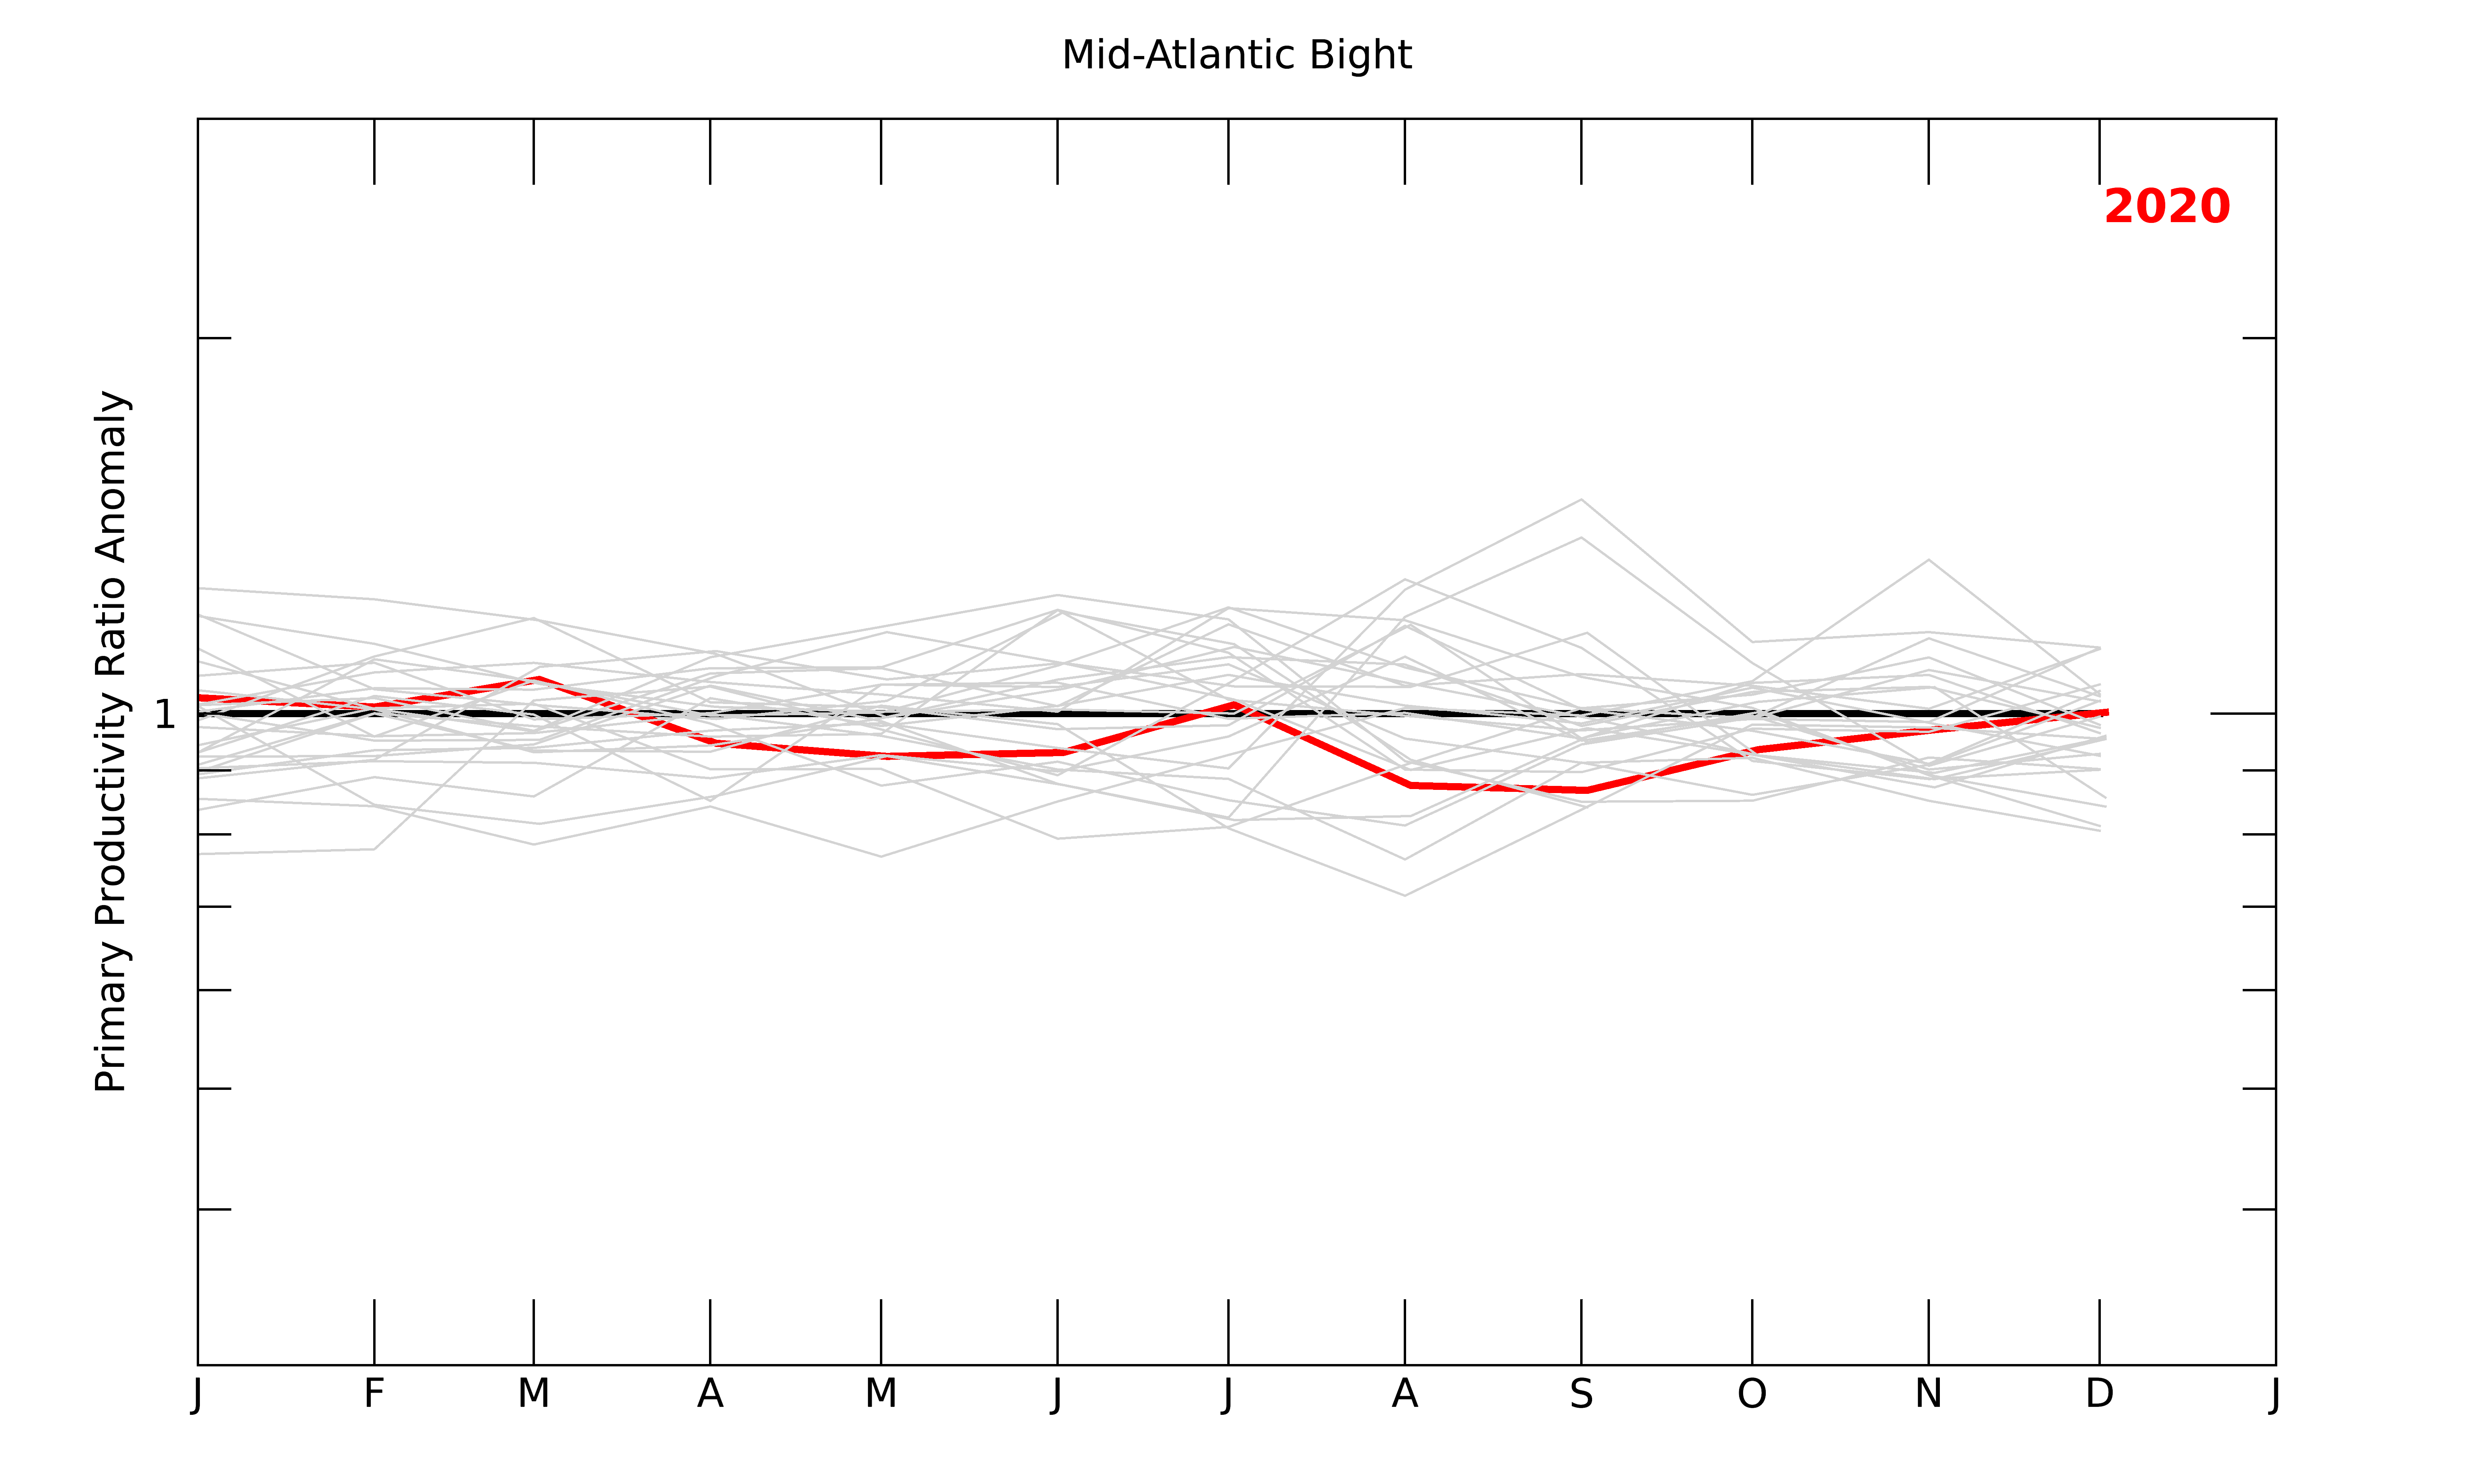 Mid-Atlantic Bight
2020
Primary Productivity Ratio Anomaly
1
J F M A M J J A S O N D J